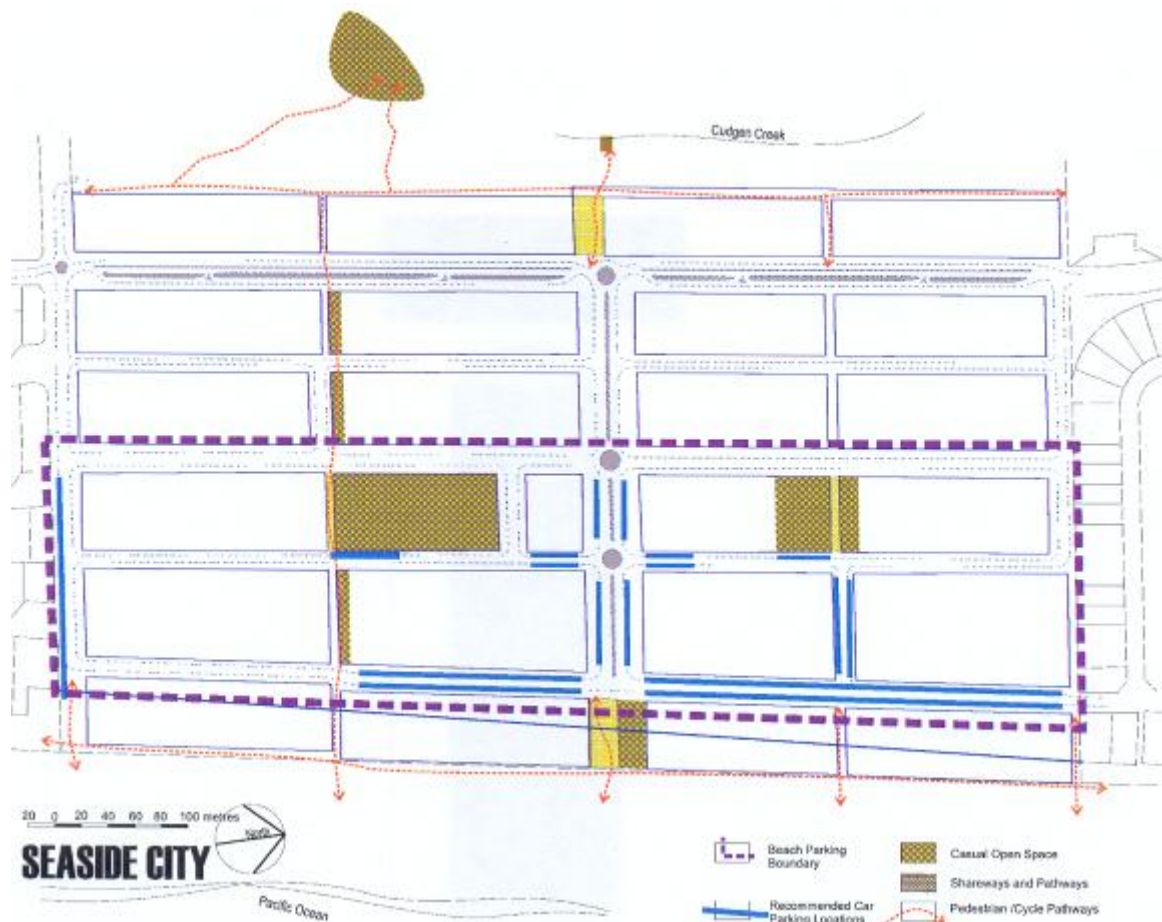 Cudgen Creek
20 0 20 40 60 80 100 metres
North
SEASIDE CITY
Pacific Ocean
Beach Parking
Boundary
Recommended Car
Parking Locations
Casual Open Space
Shareways and Pathways
Pedestrian /Cycle Pathways